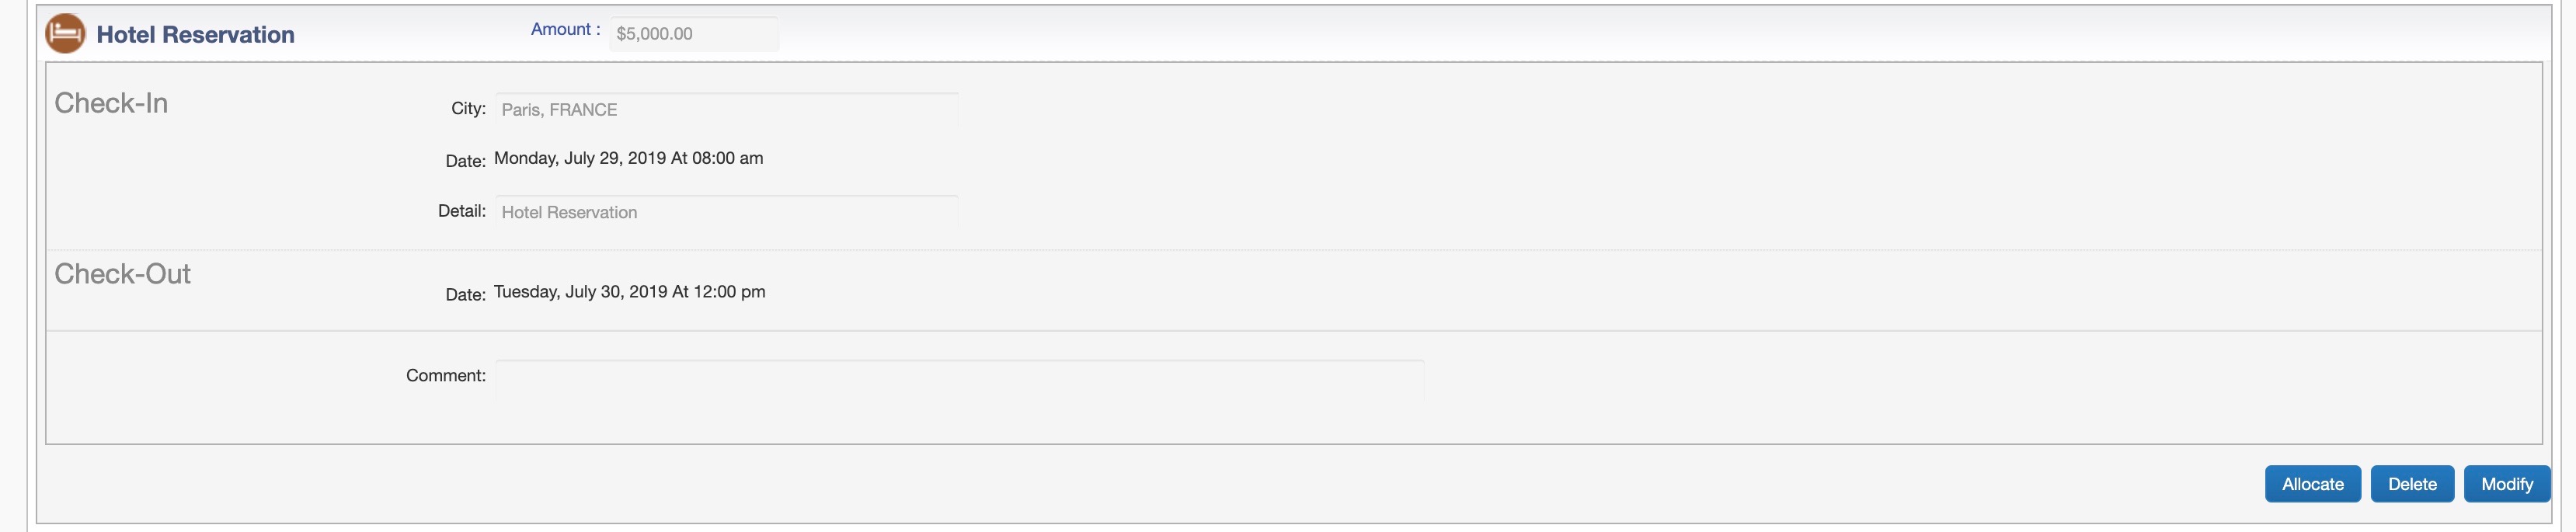 Hotel Reservation
Amount : $5,000.00
Check-In
City: Paris, FRANCE
Date: Monday, July 29, 2019 At 08:00 am
Detail: Hotel Reservation
Check-Out
Date: Tuesday, July 30, 2019 At 12:00 pm
Comment:
Allocate Delete Modify